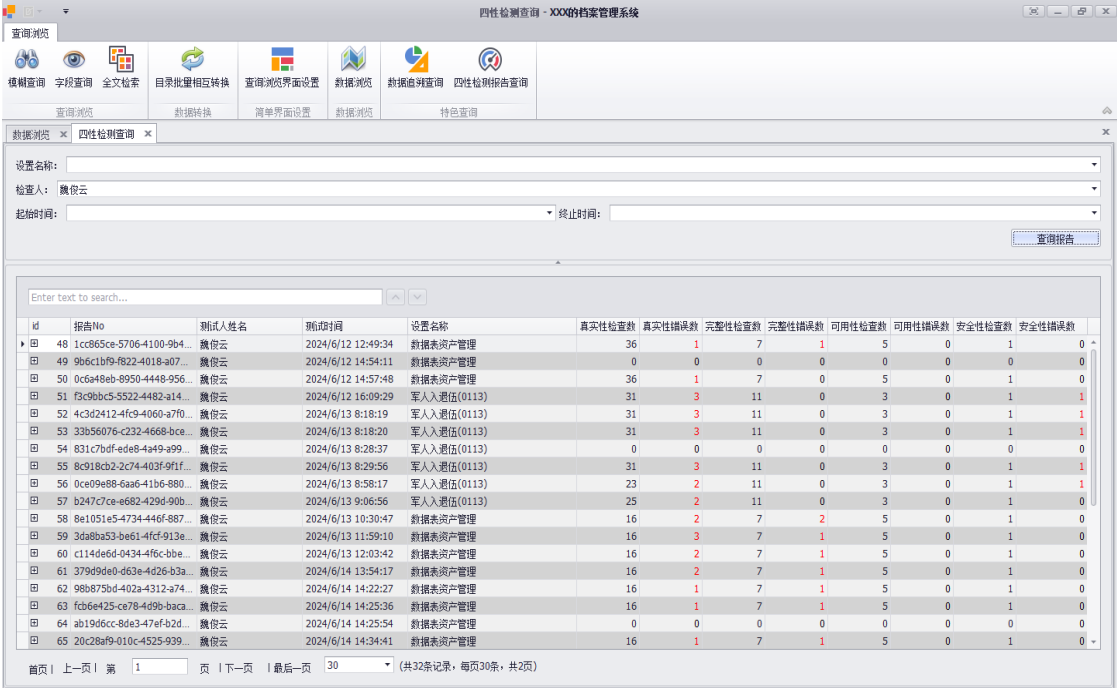 四性检测查询 - XXX的档案管理系统
查询浏览
模糊查询 字段查询 全文检索 目录批量相互转换 查询浏览界面设置 数据浏览 数据追溯查询 四性检测报告查询
查询浏览 数据转换 简单界面设置 数据浏览 特色查询
数据浏览 四性检测查询
设置名称:
检查人: 魏俊云
起始时间: 终止时间:
查询报告
Enter text to search...
id 报告No 测试人姓名 测试时间 设置名称 真实性检查数 真实性错误数 完整性检查数 完整性错误数 可用性检查数 可用性错误数 安全性检查数 安全性错误数
48 1cc865ce-5706-4100-9b4... 魏俊云 2024/6/12 12:49:34 数据表资产管理 36 1 7 1 5 0 1 0
49 9b6c1bf9-f822-4018-a07... 魏俊云 2024/6/12 14:54:11 数据表资产管理 0 0 0 0 0 0 0 0
50 0c6a48eb-8950-4448-956... 魏俊云 2024/6/12 14:57:48 数据表资产管理 36 1 7 0 5 0 1 0
51 f3c9bbc5-5522-4482-a14... 魏俊云 2024/6/12 16:09:29 军人入退伍(0113) 31 3 11 0 3 0 1 1
52 4c3d2412-4fc9-4060-a7f0... 魏俊云 2024/6/13 8:18:19 军人入退伍(0113) 31 3 11 0 3 0 1 1
53 33b56076-c232-4668-bce... 魏俊云 2024/6/13 8:18:20 军人入退伍(0113) 31 3 11 0 3 0 1 1
54 831c7bdf-ede8-4a49-a99... 魏俊云 2024/6/13 8:28:37 军人入退伍(0113) 0 0 0 0 0 0 0 0
55 8c918cb2-2c74-403f-9f1f... 魏俊云 2024/6/13 8:29:56 军人入退伍(0113) 31 3 11 0 3 0 1 1
56 0ce09e88-6aa6-41b6-880... 魏俊云 2024/6/13 8:58:17 军人入退伍(0113) 23 2 11 0 3 0 1 1
57 b247c7ce-e682-429d-90b... 魏俊云 2024/6/13 9:06:56 军人入退伍(0113) 25 2 11 0 3 0 1 0
58 8e1051e5-4734-446f-887... 魏俊云 2024/6/13 10:30:47 数据表资产管理 16 2 7 2 5 0 1 0
59 3da8ba53-be61-4fcf-913e... 魏俊云 2024/6/13 11:59:10 数据表资产管理 16 3 7 1 5 0 1 0
60 c114de6d-0434-4f6c-bbe... 魏俊云 2024/6/13 12:03:42 数据表资产管理 16 2 7 1 5 0 1 0
61 379d9de0-d63e-4d26-b3a... 魏俊云 2024/6/14 13:54:17 数据表资产管理 16 2 7 1 5 0 1 0
62 98b875bd-402a-4312-a74... 魏俊云 2024/6/14 14:22:27 数据表资产管理 16 1 7 1 5 0 1 0
63 fcb6e425-ce78-4d9b-baca... 魏俊云 2024/6/14 14:25:36 数据表资产管理 16 1 7 1 5 0 1 0
64 ab19d6cc-8de3-47ef-b2d... 魏俊云 2024/6/14 14:25:54 数据表资产管理 0 0 0 0 0 0 0 0
65 20c28af9-010c-4525-939... 魏俊云 2024/6/14 14:34:41 数据表资产管理 16 1 7 1 5 0 1 0
首页| 上一页| 第 1 页 |下一页 |最后一页 30 (共32条记录，每页30条，共2页)